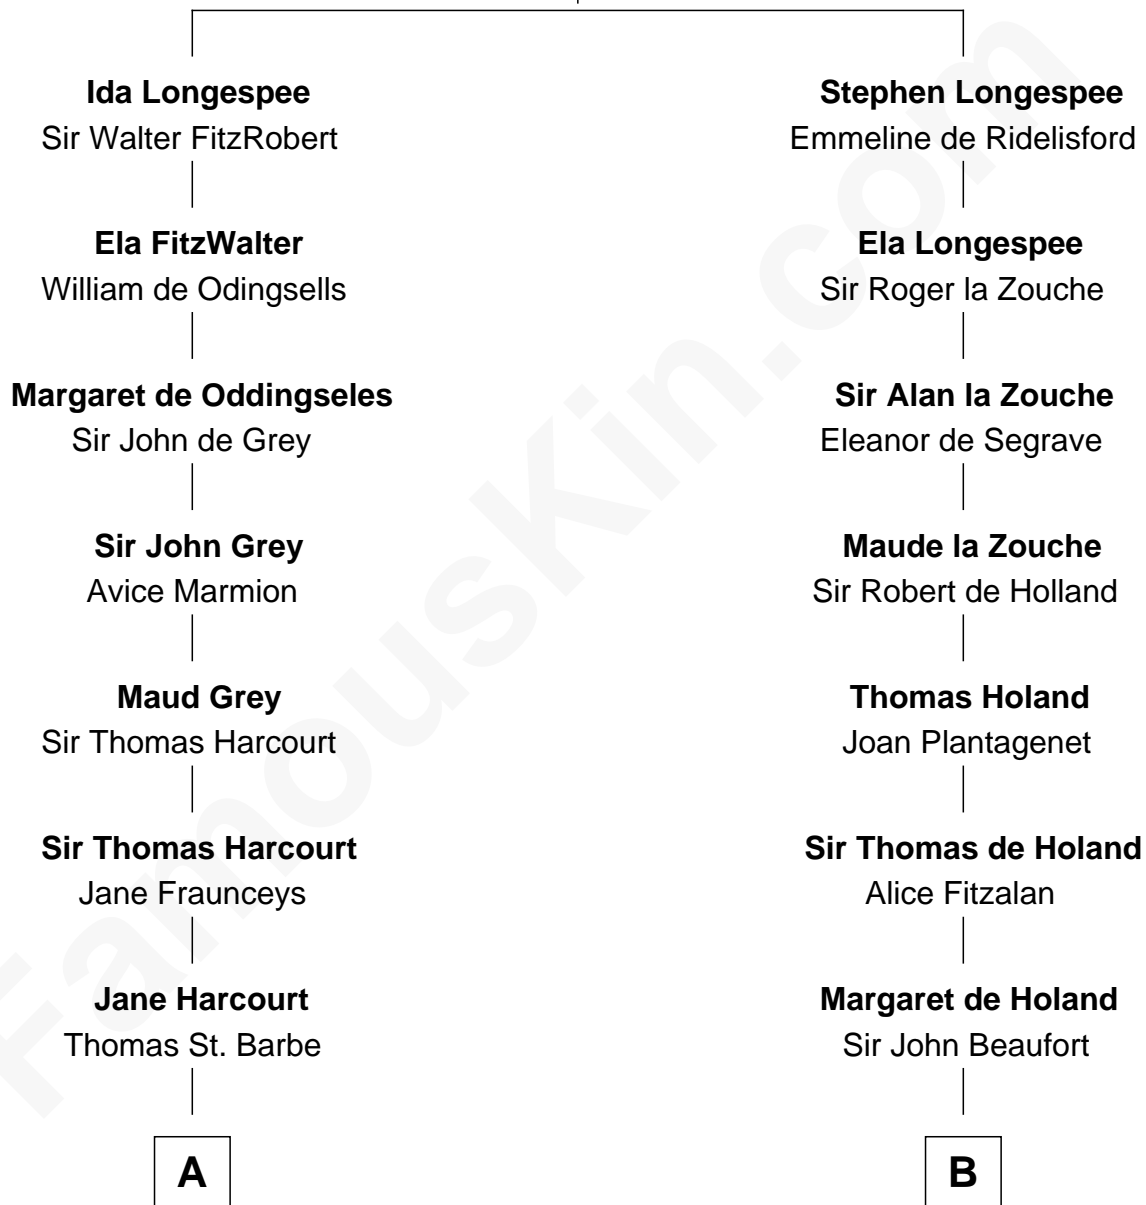 Ida Longespee
Sir Walter FitzRobert
Ela FitzWalter
William de Odingsells
Margaret de Oddingseles
Sir John de Grey
Sir John Grey
Avice Marmion
Maud Grey
Sir Thomas Harcourt
Sir Thomas Harcourt
Jane Fraunceys
Jane Harcourt
Thomas St. Barbe
A
Stephen Longespee
Emmeline de Ridelisford
Ela Longespee
Sir Roger la Zouche
Sir Alan la Zouche
Eleanor de Segrave
Maude la Zouche
Sir Robert de Holland
Thomas Holand
Joan Plantagenet
Sir Thomas de Holand
Alice Fitzalan
Margaret de Holand
Sir John Beaufort
B
FamousKin.com